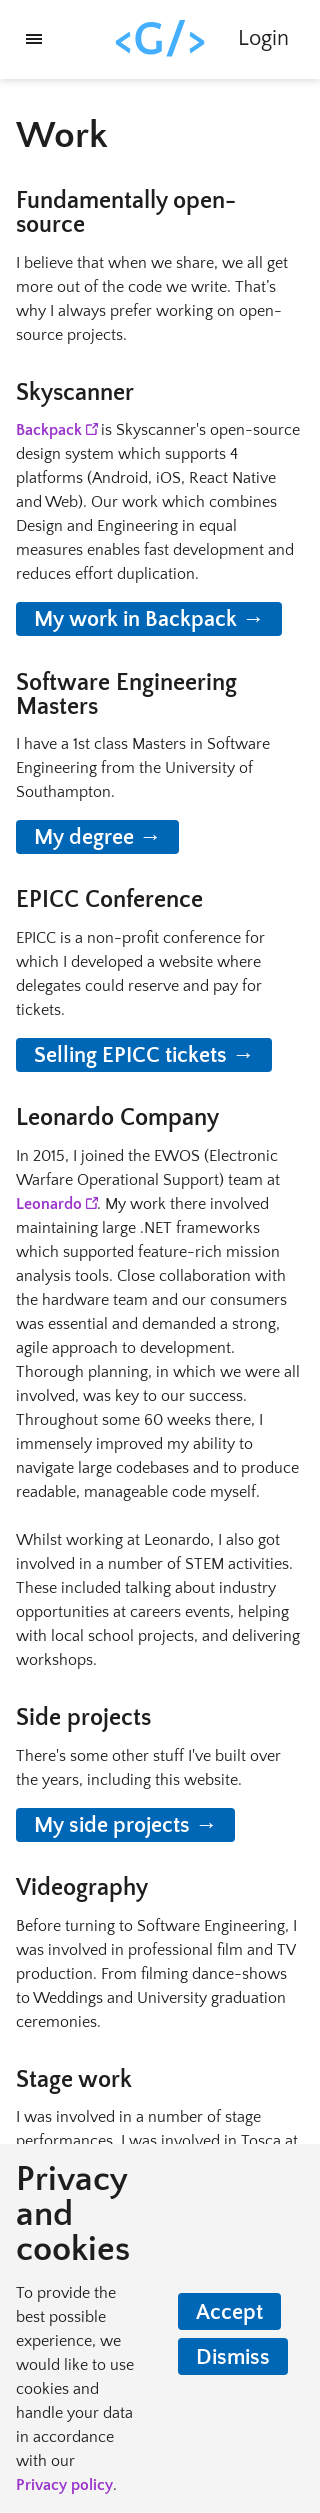 <G/>
Login
Work
Fundamentally open-
source
I believe that when we share, we all get
more out of the code we write. That's
why I always prefer working on open-
source projects.
Skyscanner
Backpack is Skyscanner's open-source
design system which supports 4
platforms (Android, iOS, React Native
and Web). Our work which combines
Design and Engineering in equal
measures enables fast development and
reduces effort duplication.
My work in Backpack →
Software Engineering
Masters
I have a 1st class Masters in Software
Engineering from the University of
Southampton.
My degree →
EPICC Conference
EPICC is a non-profit conference for
which I developed a website where
delegates could reserve and pay for
tickets.
Selling EPICC tickets →
Leonardo Company
In 2015, I joined the EWOS (Electronic
Warfare Operational Support) team at
Leonardo. My work there involved
maintaining large .NET frameworks
which supported feature-rich mission
analysis tools. Close collaboration with
the hardware team and our consumers
was essential and demanded a strong,
agile approach to development.
Thorough planning, in which we were all
involved, was key to our success.
Throughout some 60 weeks there, I
immensely improved my ability to
navigate large codebases and to produce
readable, manageable code myself.
Whilst working at Leonardo, I also got
involved in a number of STEM activities.
These included talking about industry
opportunities at careers events, helping
with local school projects, and delivering
workshops.
Side projects
There's some other stuff I've built over
the years, including this website.
My side projects →
Videography
Before turning to Software Engineering, I
was involved in professional film and TV
production. From filming dance-shows
to Weddings and University graduation
ceremonies.
Stage work
I was involved in a number of stage
performances. I was involved in Tosca at
Privacy
and
cookies
To provide the
best possible
experience, we
would like to use
cookies and
handle your data
in accordance
with our
Privacy policy.
Accept
Dismiss